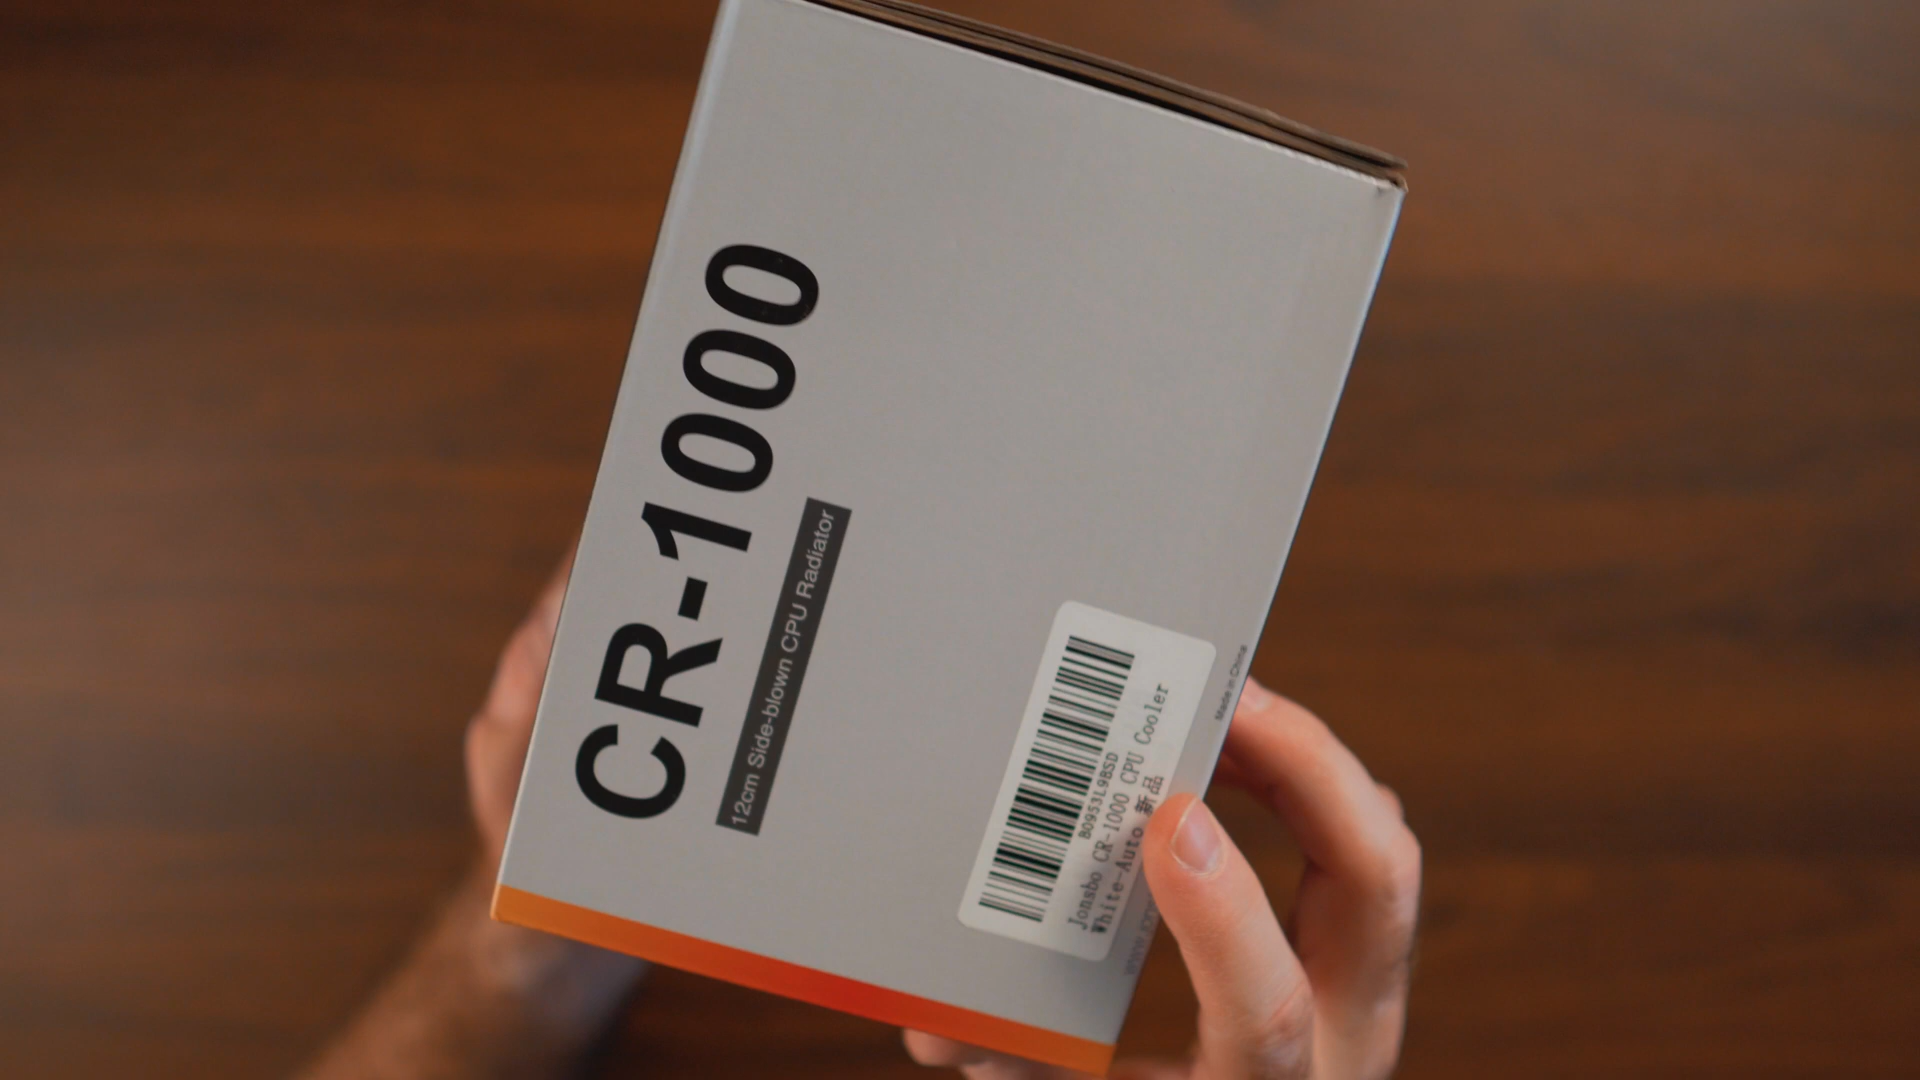 CR-1000
12cm Side-blown CPU Radiator
B0953L98SD
Jonsbo CR-1000 CPU Cooler
White-Auto 新品
Made in China